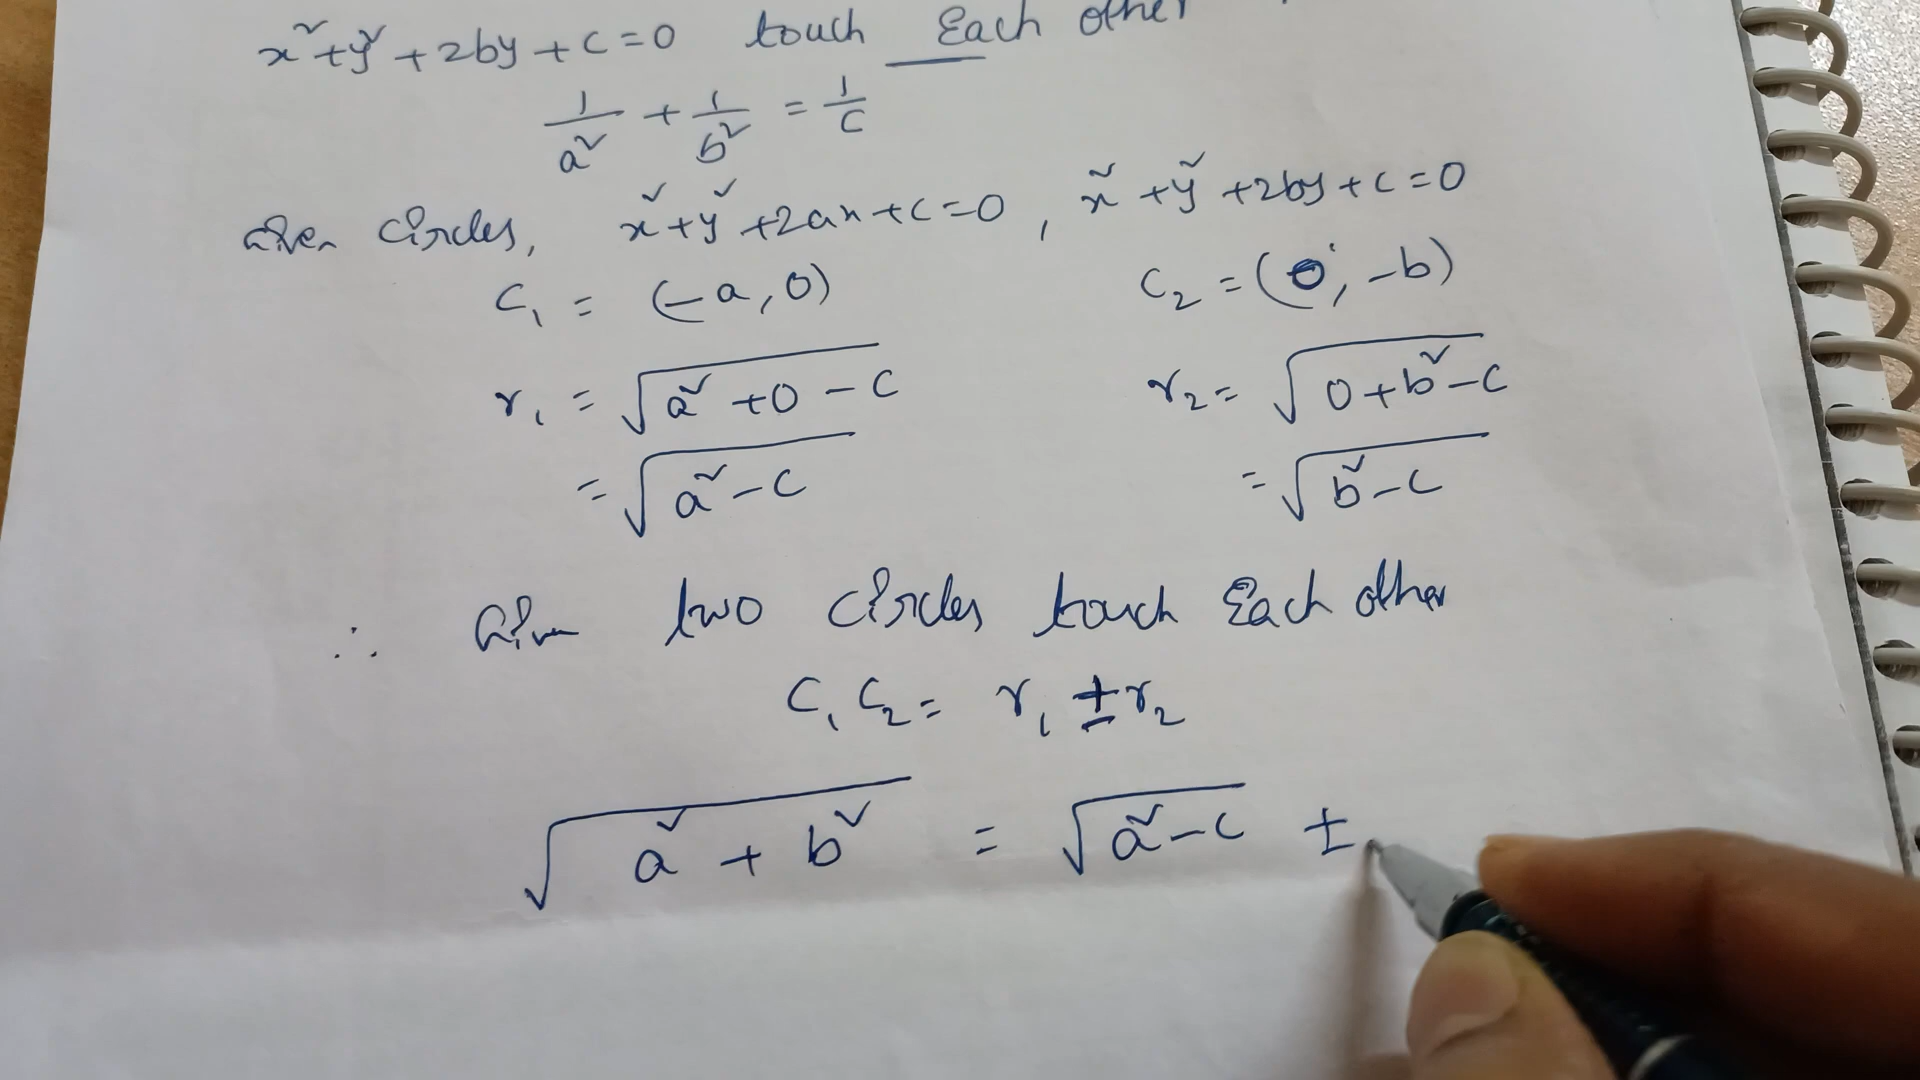 x²+y²+2by+c=0 touch Each other
1/a² + 1/b² = 1/c
Given Circles, x²+y²+2ax+c=0, x²+y²+2by+c=0
C₁ = (-a, 0) C₂ = (0, -b)
r₁ = √(a²+0-c) r₂ = √(0+b²-c)
= √(a²-c) = √(b²-c)
∴ Given two circles touch Each other
C₁C₂ = r₁ ± r₂
√(a² + b²) = √(a²-c) ±